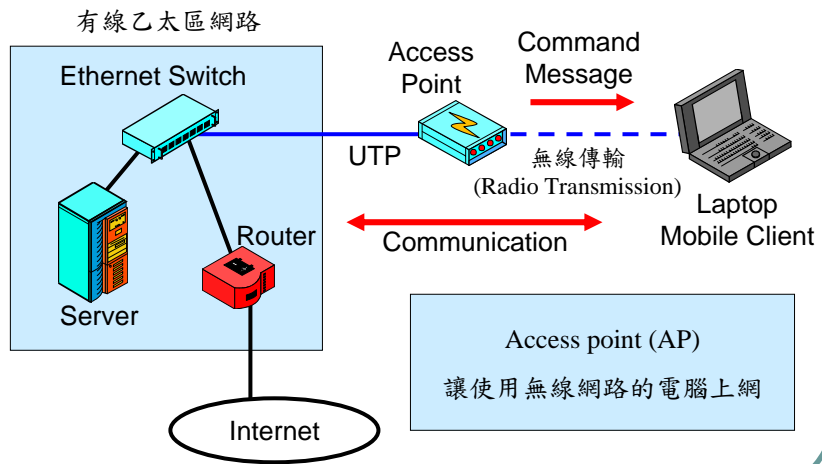 有線乙太區網路
Ethernet Switch
Access
Point
Command
Message
UTP
無線傳輸
(Radio Transmission)
Server
Router
Communication
Laptop
Mobile Client
Internet
Access point (AP)
讓使用無線網路的電腦上網